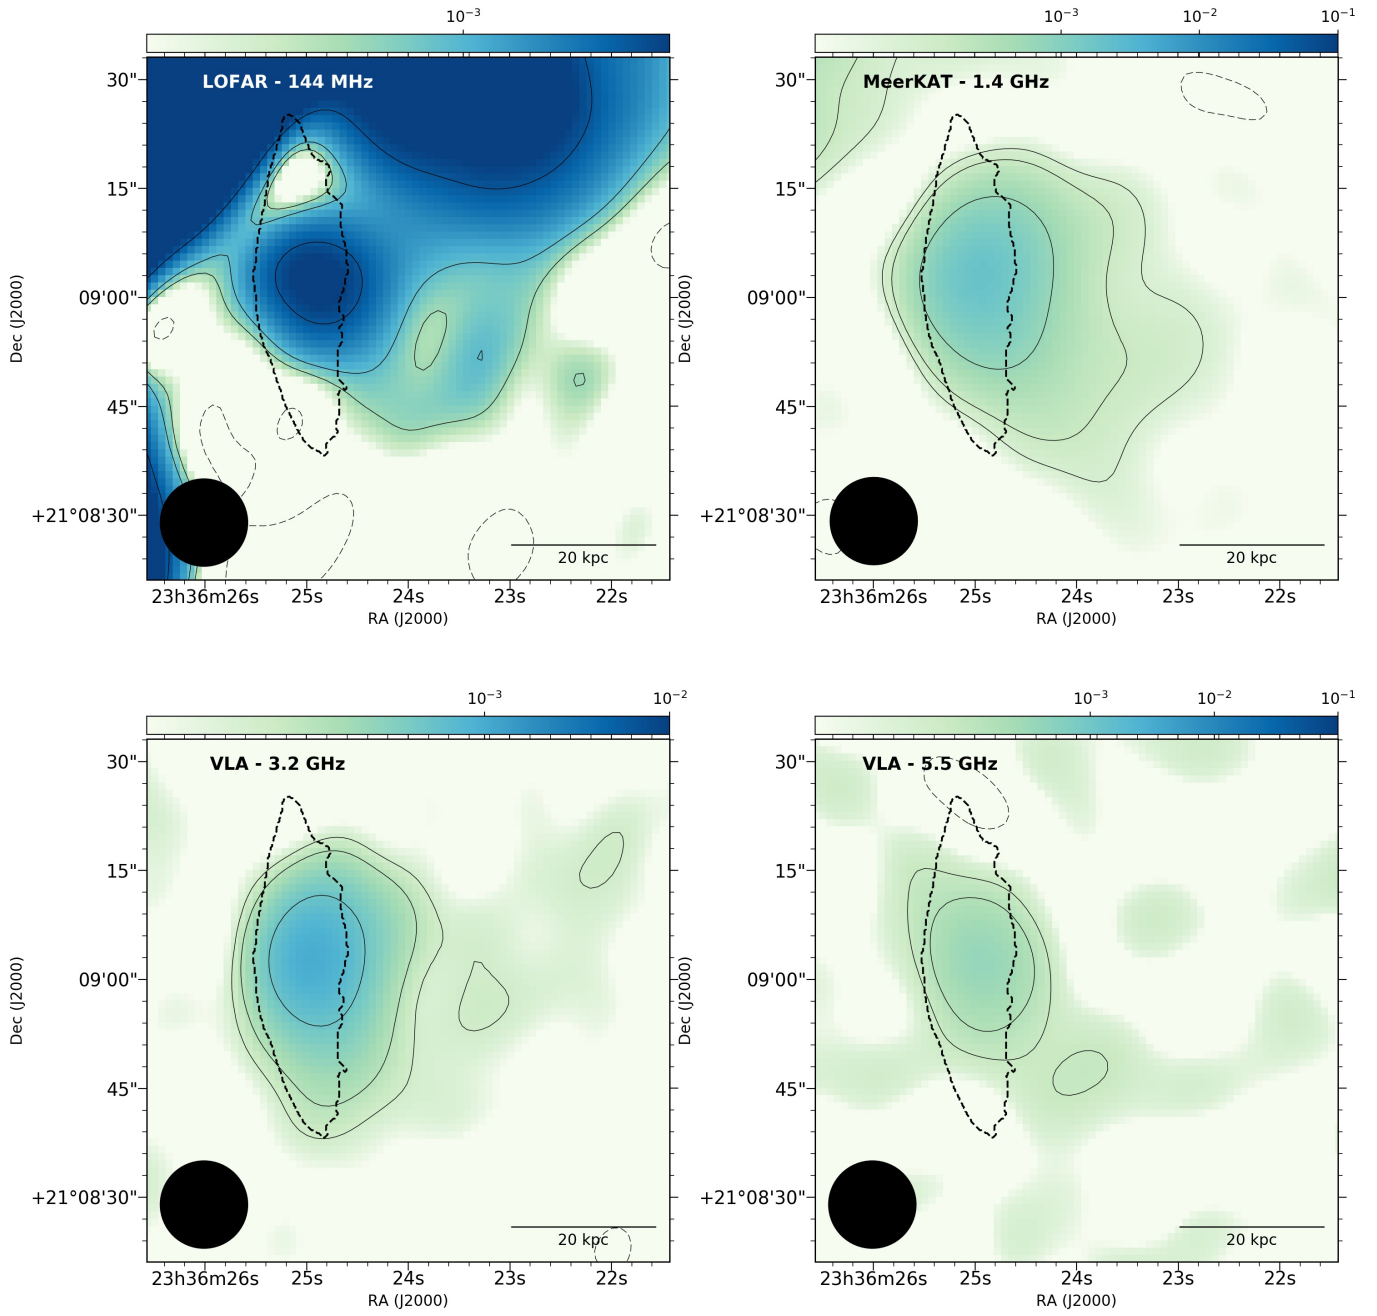 10⁻³
LOFAR - 144 MHz
30"
15"
09'00"
45"
+21°08'30"
Dec (J2000)
20 kpc
23h36m26s 25s 24s 23s 22s
RA (J2000)
10⁻³ 10⁻² 10⁻¹
MeerKAT - 1.4 GHz
30"
15"
09'00"
45"
+21°08'30"
Dec (J2000)
20 kpc
23h36m26s 25s 24s 23s 22s
RA (J2000)
10⁻³ 10⁻²
VLA - 3.2 GHz
30"
15"
09'00"
45"
+21°08'30"
Dec (J2000)
20 kpc
23h36m26s 25s 24s 23s 22s
RA (J2000)
10⁻³ 10⁻² 10⁻¹
VLA - 5.5 GHz
30"
15"
09'00"
45"
+21°08'30"
Dec (J2000)
20 kpc
23h36m26s 25s 24s 23s 22s
RA (J2000)